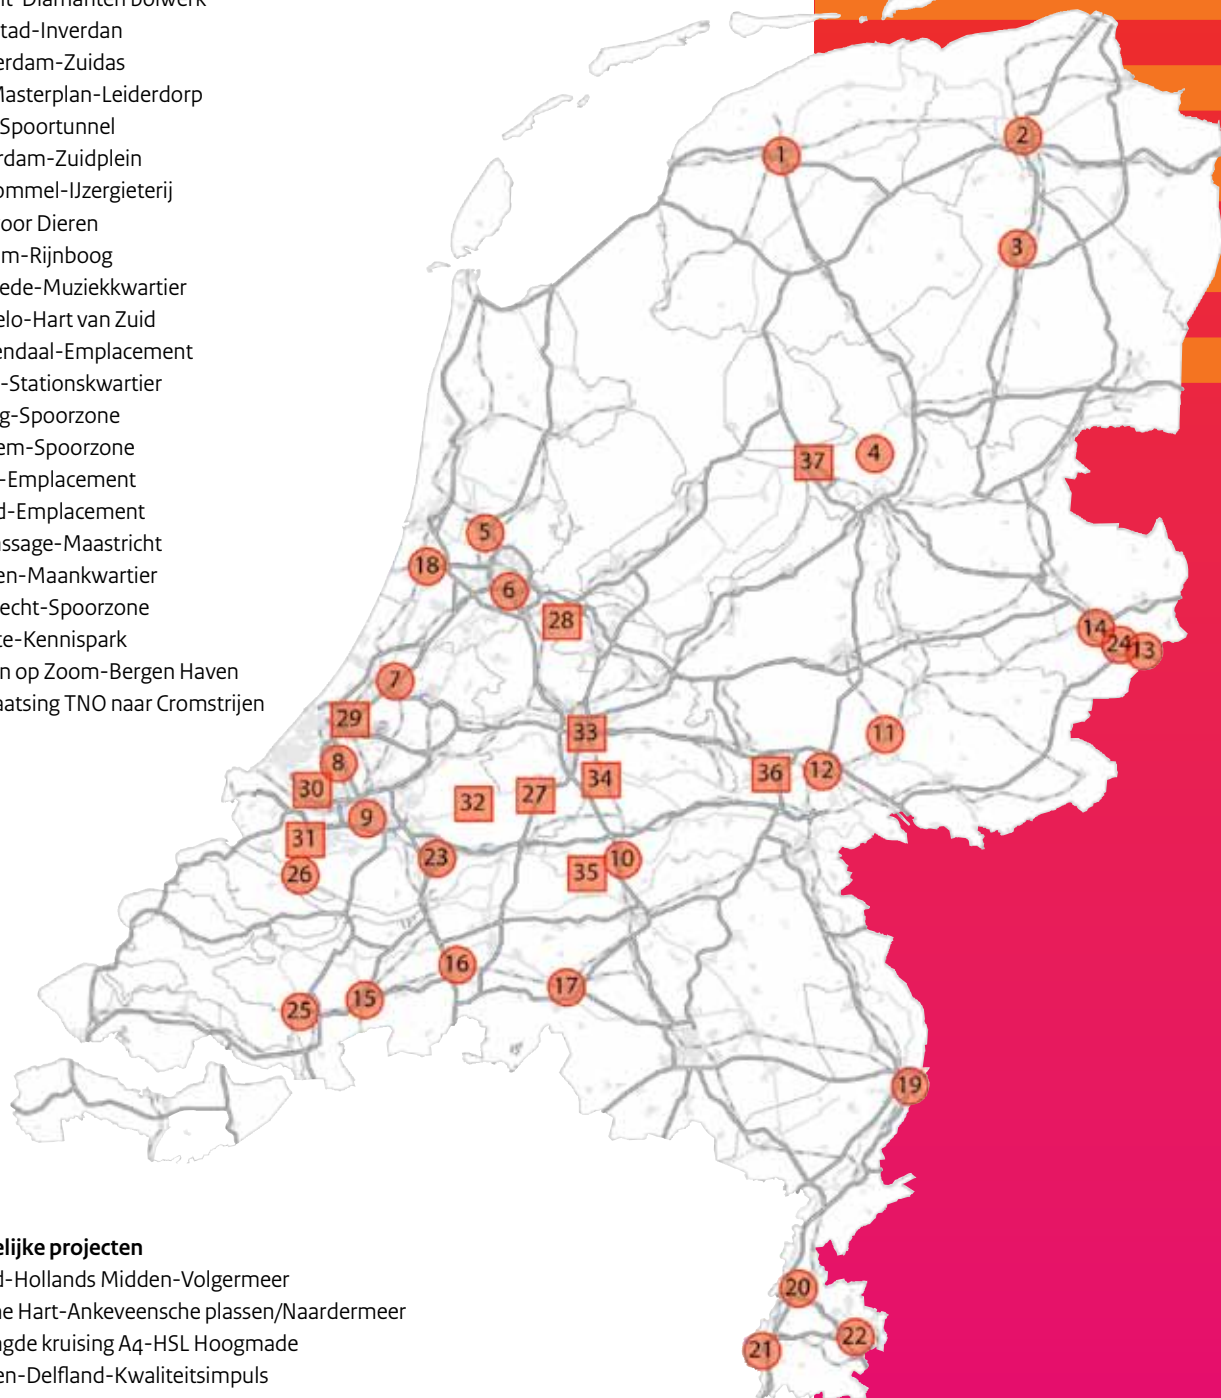 t-Diamanten bolwerk
tad-Inverdan
erdam-Zuidas
Masterplan-Leiderdorp
Spoortunnel
rdam-Zuidplein
ommel-IJzergieterij
oor Dieren
m-Rijnboog
ede-Muziekkwartier
elo-Hart van Zuid
endaal-Emplacement
-Stationskwartier
g-Spoorzone
em-Spoorzone
-Emplacement
d-Emplacement
assage-Maastricht
en-Maankwartier
echt-Spoorzone
te-Kennispark
n op Zoom-Bergen Haven
aatsing TNO naar Cromstrijen
2
1
3
4
37
5
18
6
28
14
24
13
7
29
33
11
8
36
12
34
30
27
32
9
31
23
10
35
26
16
17
15
25
19
elijke projecten
d-Hollands Midden-Volgermeer
ne Hart-Ankeveensche plassen/Naardermeer
gde kruising A4-HSL Hoogmade
en-Delfland-Kwaliteitsimpuls
20
22
21